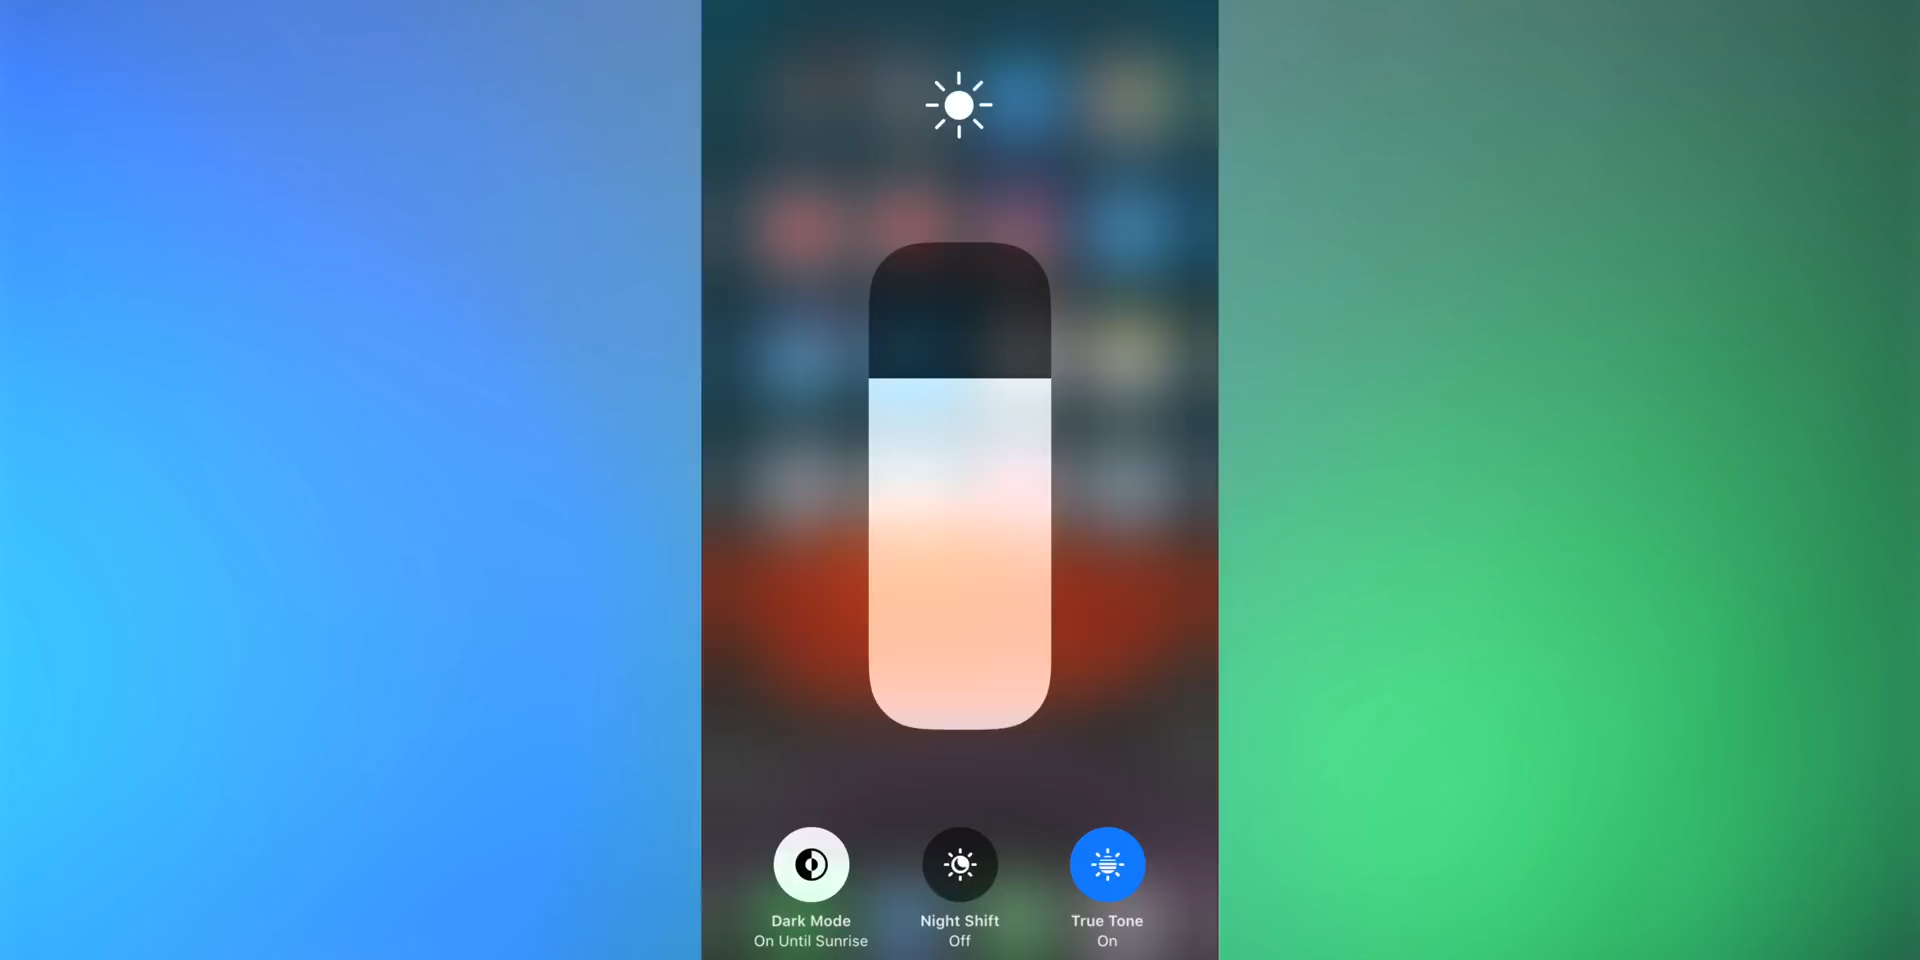 Dark Mode
On Until Sunrise
Night Shift
Off
True Tone
On